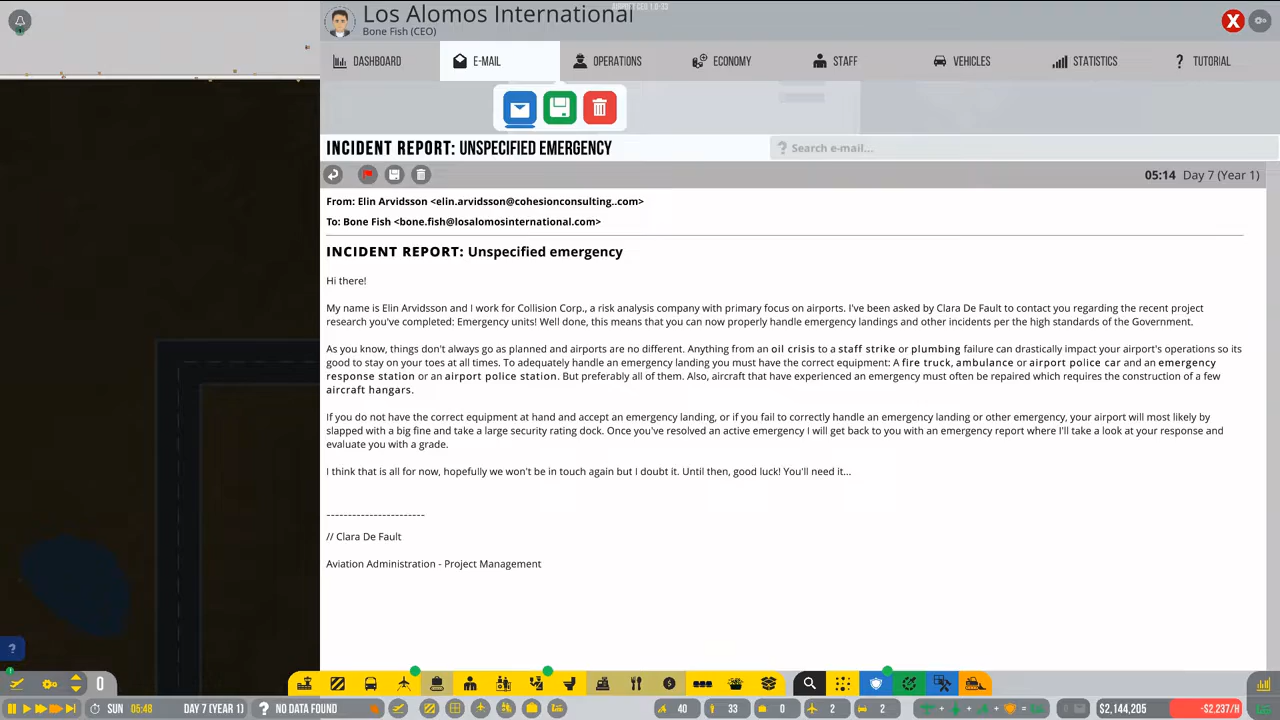 AIRPORT CEO 1.0-33
Los Alomos International
Bone Fish (CEO)
X
DASHBOARD
E-MAIL
OPERATIONS
ECONOMY
STAFF
VEHICLES
STATISTICS
? TUTORIAL
INCIDENT REPORT: UNSPECIFIED EMERGENCY
? Search e-mail...
05:14 Day 7 (Year 1)
From: Elin Arvidsson <elin.arvidsson@cohesionconsulting..com>
To: Bone Fish <bone.fish@losalomosinternational.com>
INCIDENT REPORT: Unspecified emergency
Hi there!
My name is Elin Arvidsson and I work for Collision Corp., a risk analysis company with primary focus on airports. I've been asked by Clara De Fault to contact you regarding the recent project
research you've completed: Emergency units! Well done, this means that you can now properly handle emergency landings and other incidents per the high standards of the Government.
As you know, things don't always go as planned and airports are no different. Anything from an oil crisis to a staff strike or plumbing failure can drastically impact your airport's operations so its
good to stay on your toes at all times. To adequately handle an emergency landing you must have the correct equipment: A fire truck, ambulance or airport police car and an emergency
response station or an airport police station. But preferably all of them. Also, aircraft that have experienced an emergency must often be repaired which requires the construction of a few
aircraft hangars.
If you do not have the correct equipment at hand and accept an emergency landing, or if you fail to correctly handle an emergency landing or other emergency, your airport will most likely by
slapped with a big fine and take a large security rating dock. Once you've resolved an active emergency I will get back to you with an emergency report where I'll take a look at your response and
evaluate you with a grade.
I think that is all for now, hopefully we won't be in touch again but I doubt it. Until then, good luck! You'll need it...
-----------------------
// Clara De Fault
Aviation Administration - Project Management
?
0
SUN 05:48 DAY 7 (YEAR 1)
? NO DATA FOUND
40
33
0
2
2
$2,144,205
-$2,237/H